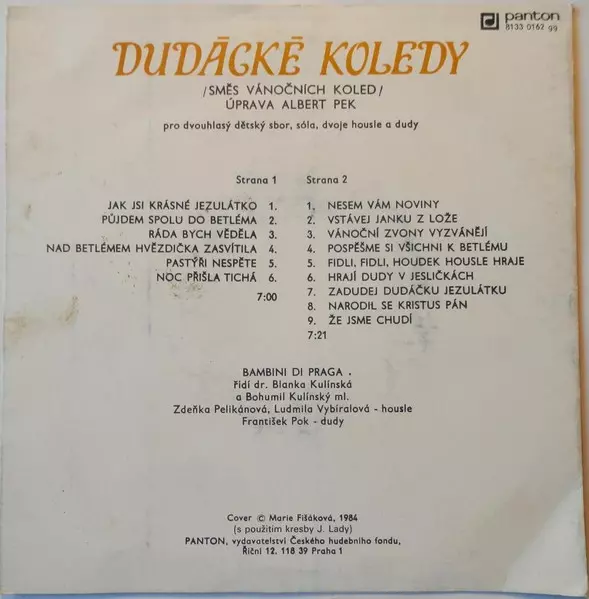 panton
8133 0162 99
DUDÁCKÉ KOLEDY
/SMĚS VÁNOČNÍCH KOLED/
ÚPRAVA ALBERT PEK
pro dvouhlasý dětský sbor, sóla, dvoje housle a dudy
Strana 1
JAK JSI KRÁSNÉ JEZULÁTKO 1.
PŮJDEM SPOLU DO BETLÉMA 2.
RÁDA BYCH VĚDĚLA 3.
NAD BETLÉMEM HVĚZDIČKA ZASVÍTILA 4.
PASTÝŘI NESPĚTE 5.
NOC PŘIŠLA TICHÁ 6.
7:00
Strana 2
1. NESEM VÁM NOVINY
2. VSTÁVEJ JANKU Z LOŽE
3. VÁNOČNÍ ZVONY VYZVÁNĚJÍ
4. POSPĚŠME SI VŠICHNI K BETLÉMU
5. FIDLI, FIDLI, HOUDEK HOUSLE HRAJE
6. HRAJÍ DUDY V JESLIČKÁCH
7. ZADUDEJ DUDÁČKU JEZULÁTKU
8. NARODIL SE KRISTUS PÁN
9. ŽE JSME CHUDÍ
7:21
BAMBINI DI PRAGA .
řídí dr. Blanka Kulínská
a Bohumil Kulínský ml.
Zdeňka Pelikánová, Ludmila Vybíralová - housle
František Pok - dudy
Cover © Marie Fišáková, 1984
(s použitím kresby J. Lady)
PANTON, vydavatelství Českého hudebního fondu,
Říční 12, 118 39 Praha 1